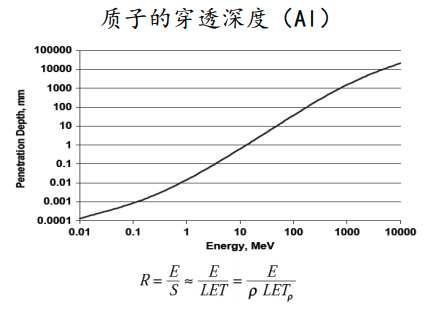 质子的穿透深度（Al）
100000
10000
1000
100
10
1
0.1
0.01
0.001
0.0001
Penetration Depth, mm
0.01 0.1 1 10 100 1000 10000
Energy, MeV
R = E/S ≈ E/LET = E/(ρ LETρ)